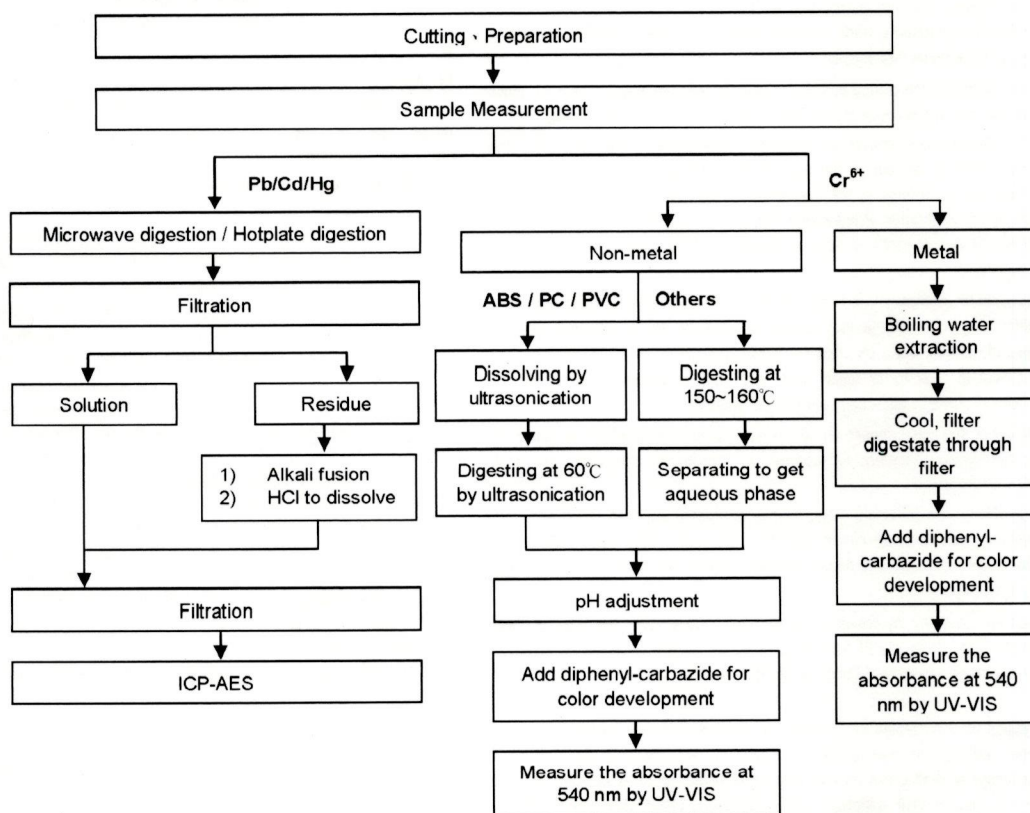 Cutting、Preparation
Sample Measurement
Pb/Cd/Hg
Microwave digestion / Hotplate digestion
Filtration
Solution
Residue
1) Alkali fusion
2) HCl to dissolve
Filtration
ICP-AES
Cr⁶⁺
Non-metal
ABS / PC / PVC
Others
Dissolving by
ultrasonication
Digesting at 60℃
by ultrasonication
Digesting at
150~160℃
Separating to get
aqueous phase
pH adjustment
Add diphenyl-carbazide for
color development
Measure the absorbance at
540 nm by UV-VIS
Metal
Boiling water
extraction
Cool, filter
digestate through
filter
Add diphenyl-
carbazide for color
development
Measure the
absorbance at 540
nm by UV-VIS